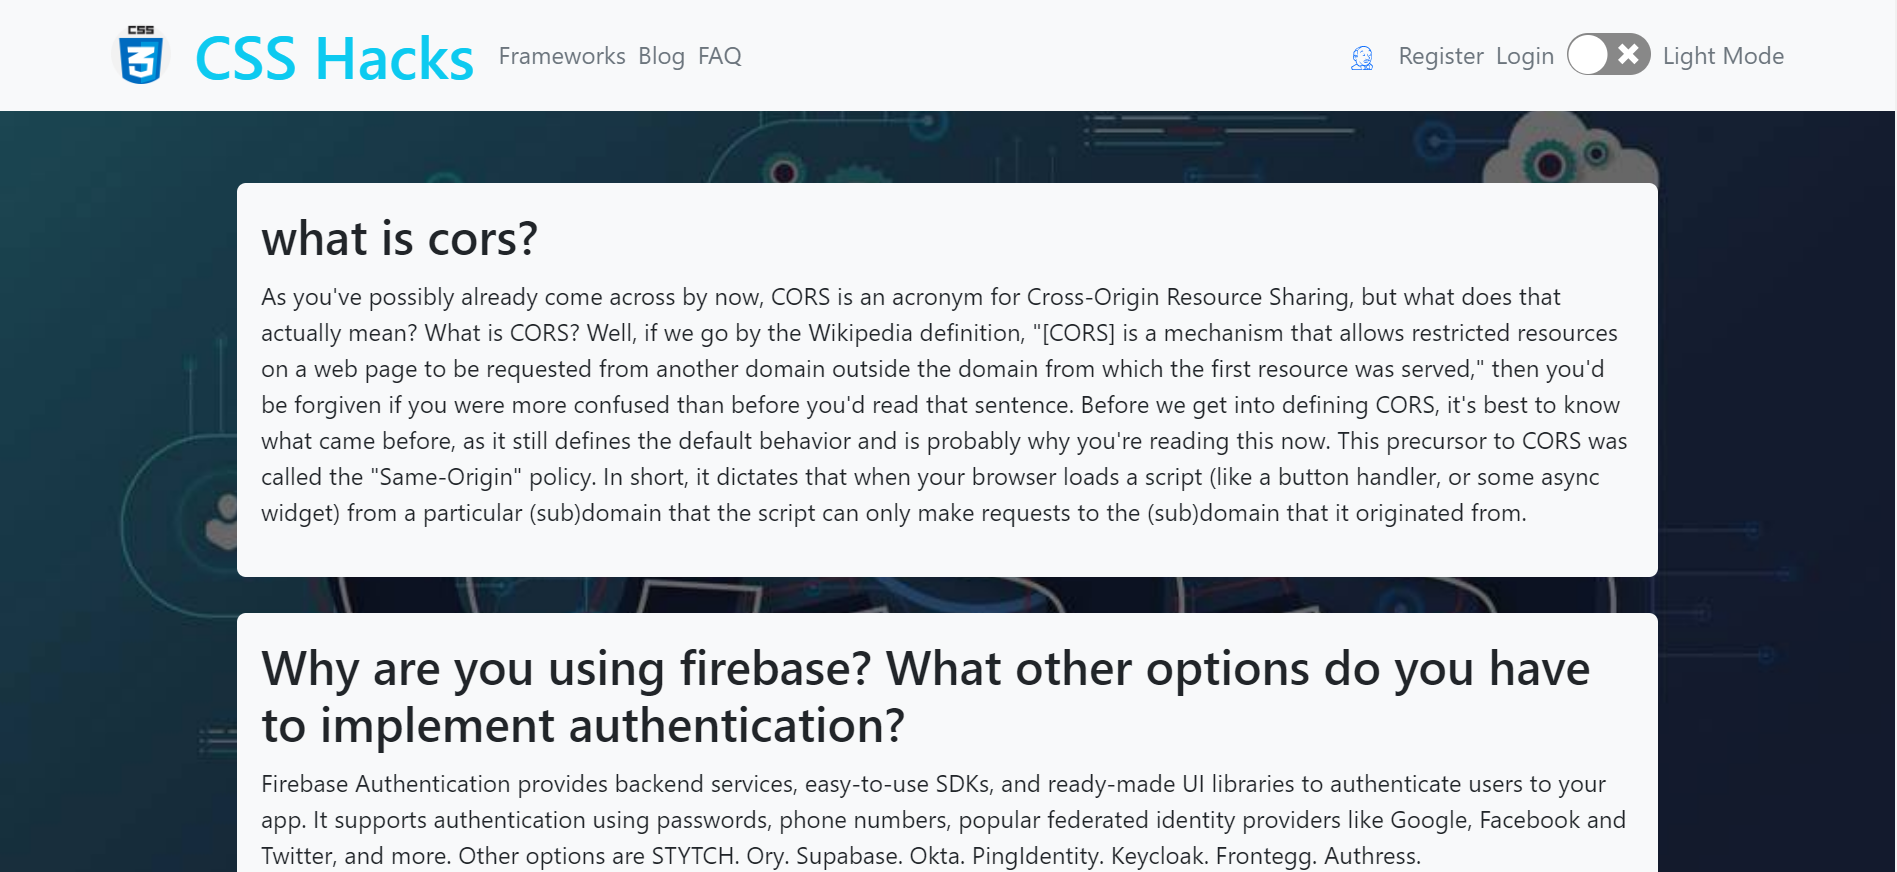 CSS
3
CSS Hacks Frameworks Blog FAQ Register Login Light Mode
what is cors?
As you've possibly already come across by now, CORS is an acronym for Cross-Origin Resource Sharing, but what does that
actually mean? What is CORS? Well, if we go by the Wikipedia definition, "[CORS] is a mechanism that allows restricted resources
on a web page to be requested from another domain outside the domain from which the first resource was served," then you'd
be forgiven if you were more confused than before you'd read that sentence. Before we get into defining CORS, it's best to know
what came before, as it still defines the default behavior and is probably why you're reading this now. This precursor to CORS was
called the "Same-Origin" policy. In short, it dictates that when your browser loads a script (like a button handler, or some async
widget) from a particular (sub)domain that the script can only make requests to the (sub)domain that it originated from.
Why are you using firebase? What other options do you have
to implement authentication?
Firebase Authentication provides backend services, easy-to-use SDKs, and ready-made UI libraries to authenticate users to your
app. It supports authentication using passwords, phone numbers, popular federated identity providers like Google, Facebook and
Twitter, and more. Other options are STYTCH. Ory. Supabase. Okta. PingIdentity. Keycloak. Frontegg. Authress.